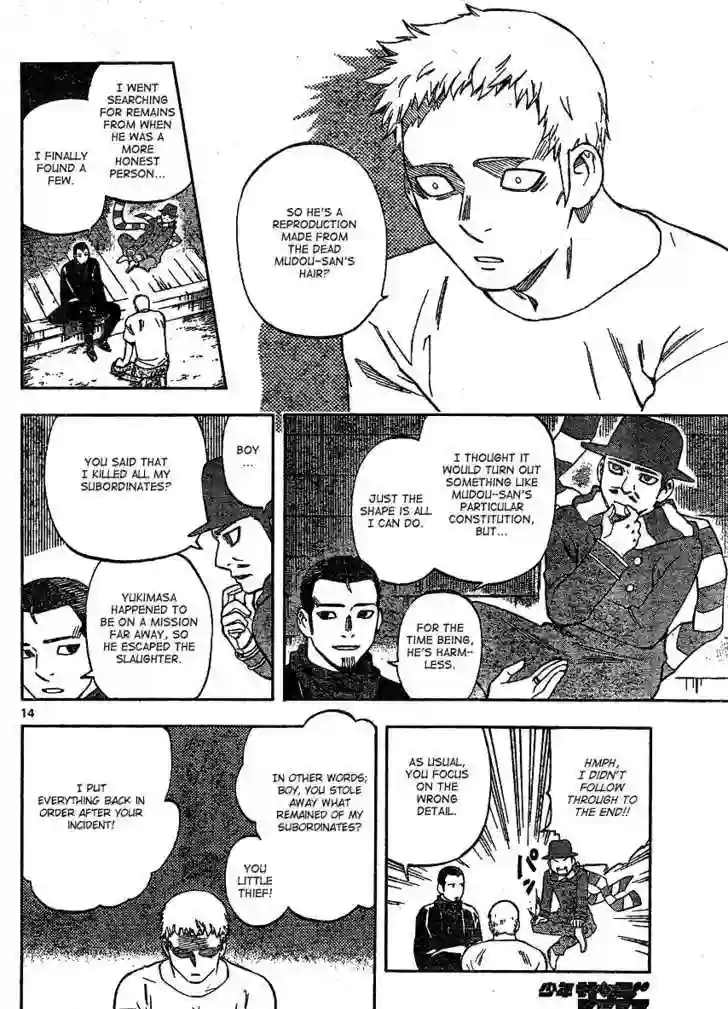 SO HE'S A
REPRODUCTION
MADE FROM
THE DEAD
MUDOU-SAN'S
HAIR?
I WENT
SEARCHING
FOR REMAINS
FROM WHEN
HE WAS A
MORE
HONEST
PERSON...
I FINALLY
FOUND A
FEW.
I THOUGHT IT
WOULD TURN OUT
SOMETHING LIKE
MUDOU-SAN'S
PARTICULAR
CONSTITUTION,
BUT...
JUST THE
SHAPE IS ALL
I CAN DO.
FOR THE
TIME BEING,
HE'S HARM-
LESS.
BOY
...
YOU SAID THAT
I KILLED ALL MY
SUBORDINATES?
YUKIMASA
HAPPENED TO
BE ON A MISSION
FAR AWAY, SO
HE ESCAPED THE
SLAUGHTER.
14
HMPH,
I DIDN'T
FOLLOW
THROUGH TO
THE END!!
AS USUAL,
YOU FOCUS
ON THE
WRONG
DETAIL.
IN OTHER WORDS;
BOY, YOU STOLE
AWAY WHAT
REMAINED OF MY
SUBORDINATES?
YOU
LITTLE
THIEF!
I PUT
EVERYTHING BACK IN
ORDER AFTER YOUR
INCIDENT!